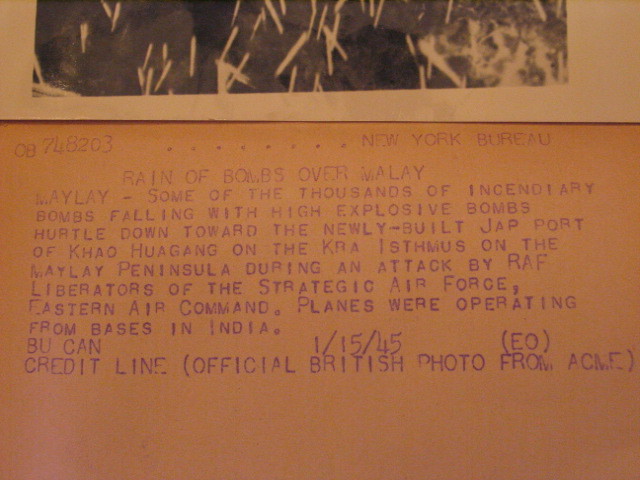 OB 748203 . . . . . . . . . NEW YORK BUREAU
RAIN OF BOMBS OVER MALAY
MAYLAY - SOME OF THE THOUSANDS OF INCENDIARY
BOMBS FALLING WITH HIGH EXPLOSIVE BOMBS
HURTLE DOWN TOWARD THE NEWLY-BUILT JAP PORT
OF KHAO HUAGANG ON THE KRA ISTHMUS ON THE
MAYLAY PENINSULA DURING AN ATTACK BY RAF
LIBERATORS OF THE STRATEGIC AIR FORCE,
EASTERN AIR COMMAND. PLANES WERE OPERATING
FROM BASES IN INDIA.
BU CAN 1/15/45 (EO)
CREDIT LINE (OFFICIAL BRITISH PHOTO FROM ACME)